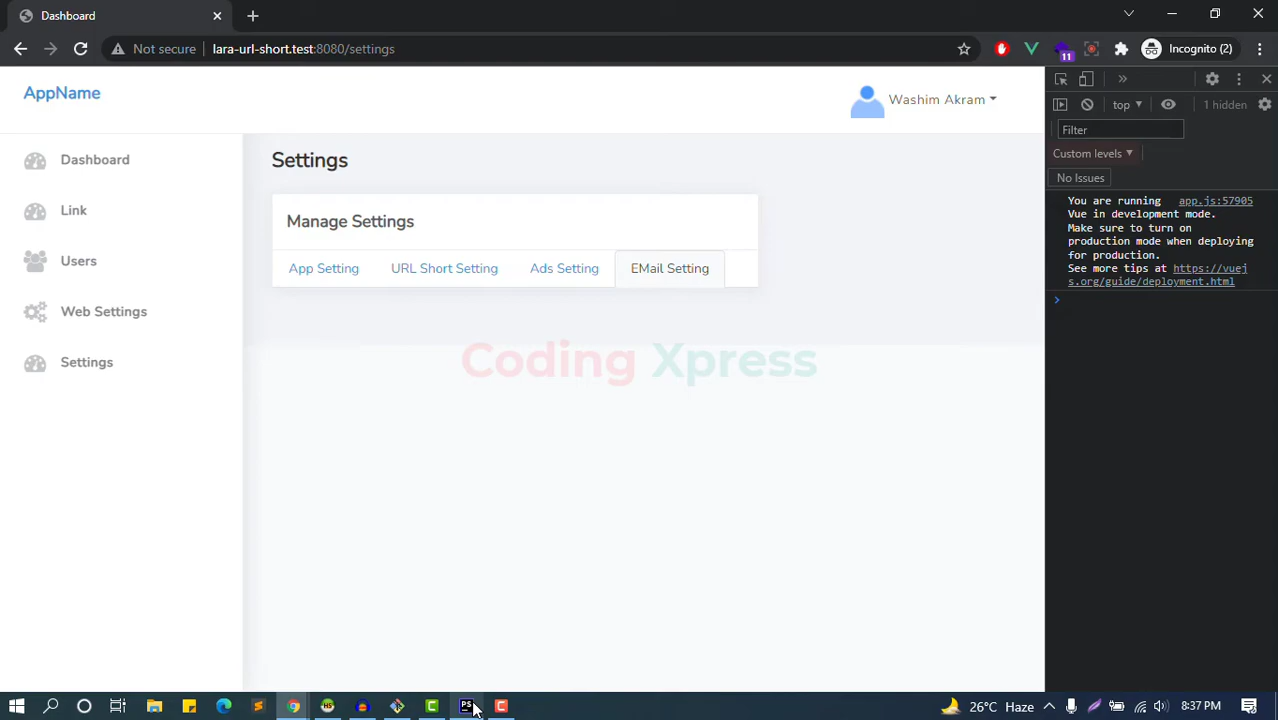 Dashboard
Not secure lara-url-short.test:8080/settings
11
Incognito (2)
AppName
Washim Akram
top
1 hidden
Filter
Custom levels
No Issues
You are running app.js:57905
Vue in development mode.
Make sure to turn on
production mode when deploying
for production.
See more tips at https://vuej
s.org/guide/deployment.html
Dashboard
Link
Users
Web Settings
Settings
Settings
Manage Settings
App Setting
URL Short Setting
Ads Setting
EMail Setting
Coding Xpress
HS
C
PS
C
26°C Haze
8:37 PM